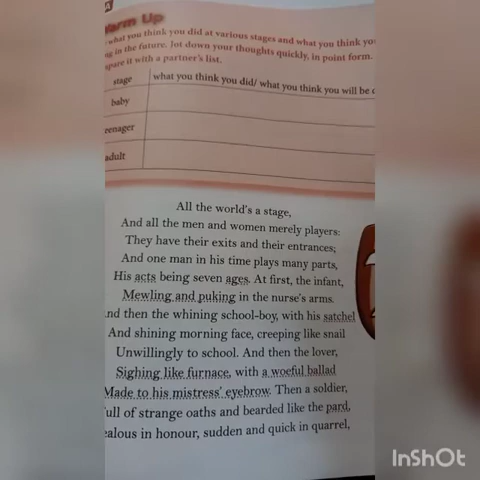 A
Warm Up
what you think you did at various stages and what you think yo
ng in the future. Jot down your thoughts quickly, in point form.
pare it with a partner's list.
stage what you think you did/ what you think you will be d
baby
eenager
adult
All the world's a stage,
And all the men and women merely players:
They have their exits and their entrances;
And one man in his time plays many parts,
His acts being seven ages. At first, the infant,
Mewling and puking in the nurse's arms.
nd then the whining school-boy, with his satchel
And shining morning face, creeping like snail
Unwillingly to school. And then the lover,
Sighing like furnace, with a woeful ballad
Made to his mistress' eyebrow. Then a soldier,
ull of strange oaths and bearded like the pard,
ealous in honour, sudden and quick in quarrel,
InShOt